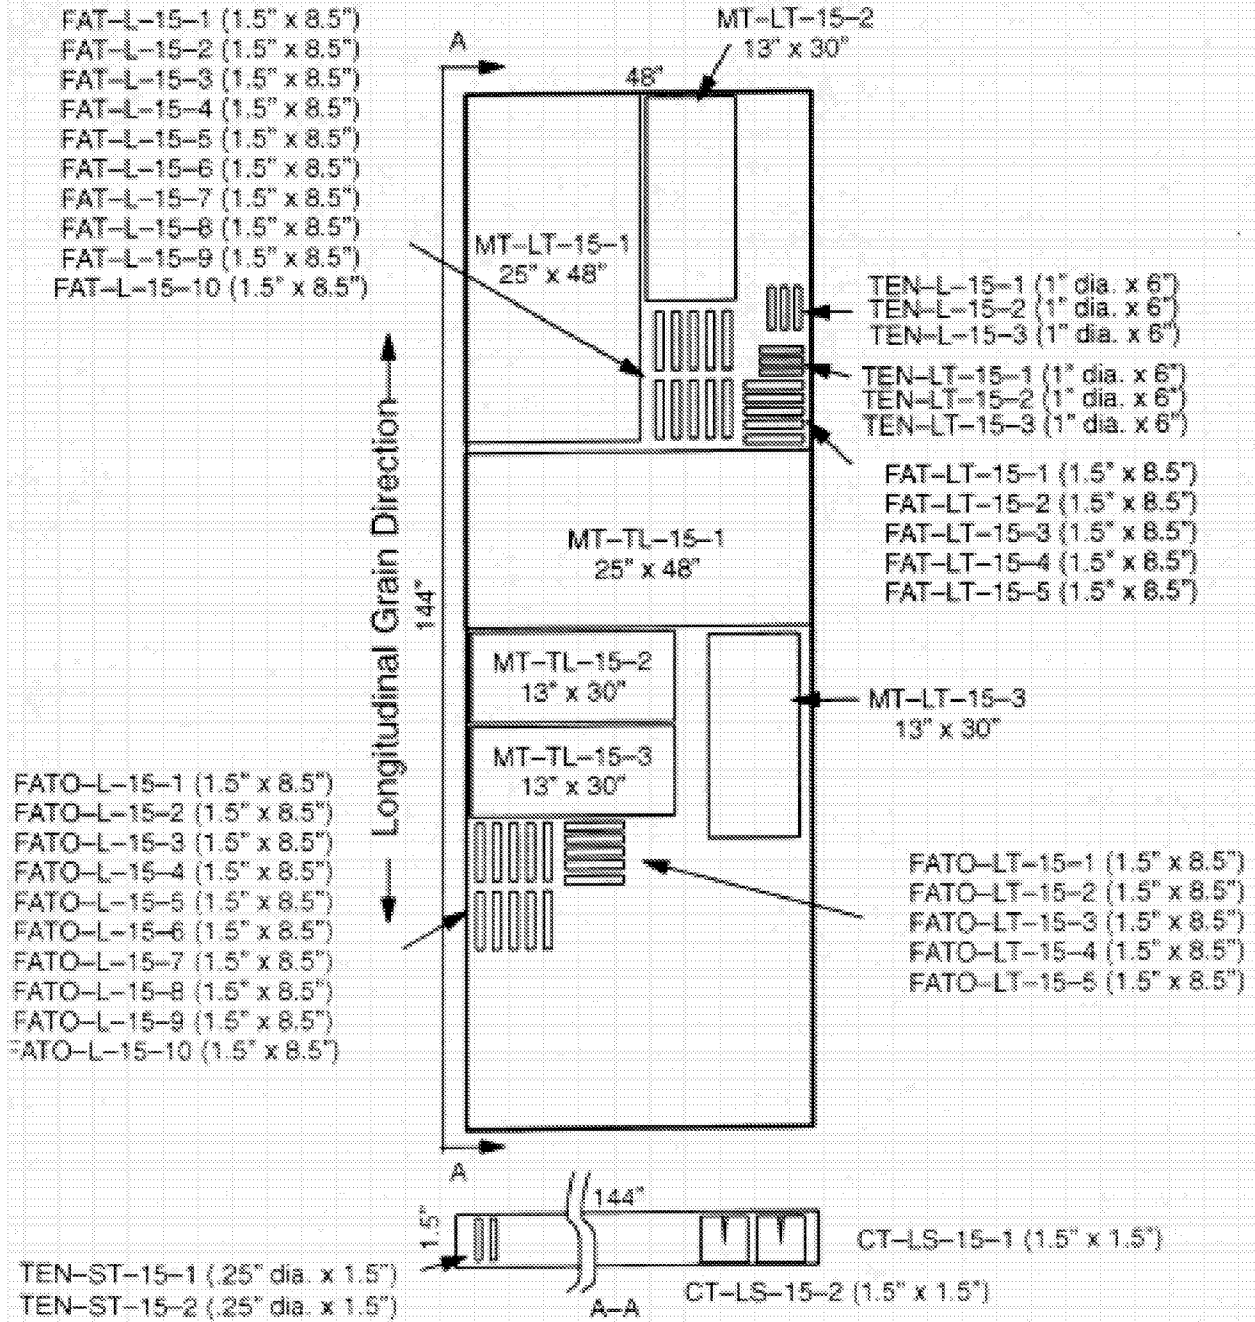 FAT–L–15–1 (1.5" x 8.5")
FAT–L–15–2 (1.5" x 8.5")
FAT–L–15–3 (1.5" x 8.5")
FAT–L–15–4 (1.5" x 8.5")
FAT–L–15–5 (1.5" x 8.5")
FAT–L–15–6 (1.5" x 8.5")
FAT–L–15–7 (1.5" x 8.5")
FAT–L–15–8 (1.5" x 8.5")
FAT–L–15–9 (1.5" x 8.5")
FAT–L–15–10 (1.5" x 8.5")
A
MT–LT–15–2
13" x 30"
48"
MT–LT–15–1
25" x 48"
TEN–L–15–1 (1" dia. x 6")
TEN–L–15–2 (1" dia. x 6")
TEN–L–15–3 (1" dia. x 6")
TEN–LT–15–1 (1" dia. x 6")
TEN–LT–15–2 (1" dia. x 6")
TEN–LT–15–3 (1" dia. x 6")
FAT–LT–15–1 (1.5" x 8.5")
FAT–LT–15–2 (1.5" x 8.5")
FAT–LT–15–3 (1.5" x 8.5")
FAT–LT–15–4 (1.5" x 8.5")
FAT–LT–15–5 (1.5" x 8.5")
Longitudinal Grain Direction
144"
MT–TL–15–1
25" x 48"
MT–TL–15–2
13" x 30"
MT–LT–15–3
13" x 30"
MT–TL–15–3
13" x 30"
FATO–L–15–1 (1.5" x 8.5")
FATO–L–15–2 (1.5" x 8.5")
FATO–L–15–3 (1.5" x 8.5")
FATO–L–15–4 (1.5" x 8.5")
FATO–L–15–5 (1.5" x 8.5")
FATO–L–15–6 (1.5" x 8.5")
FATO–L–15–7 (1.5" x 8.5")
FATO–L–15–8 (1.5" x 8.5")
FATO–L–15–9 (1.5" x 8.5")
FATO–L–15–10 (1.5" x 8.5")
FATO–LT–15–1 (1.5" x 8.5")
FATO–LT–15–2 (1.5" x 8.5")
FATO–LT–15–3 (1.5" x 8.5")
FATO–LT–15–4 (1.5" x 8.5")
FATO–LT–15–5 (1.5" x 8.5")
A
144"
1.5"
CT–LS–15–1 (1.5" x 1.5")
TEN–ST–15–1 (.25" dia. x 1.5")
TEN–ST–15–2 (.25" dia. x 1.5")
CT–LS–15–2 (1.5" x 1.5")
A–A